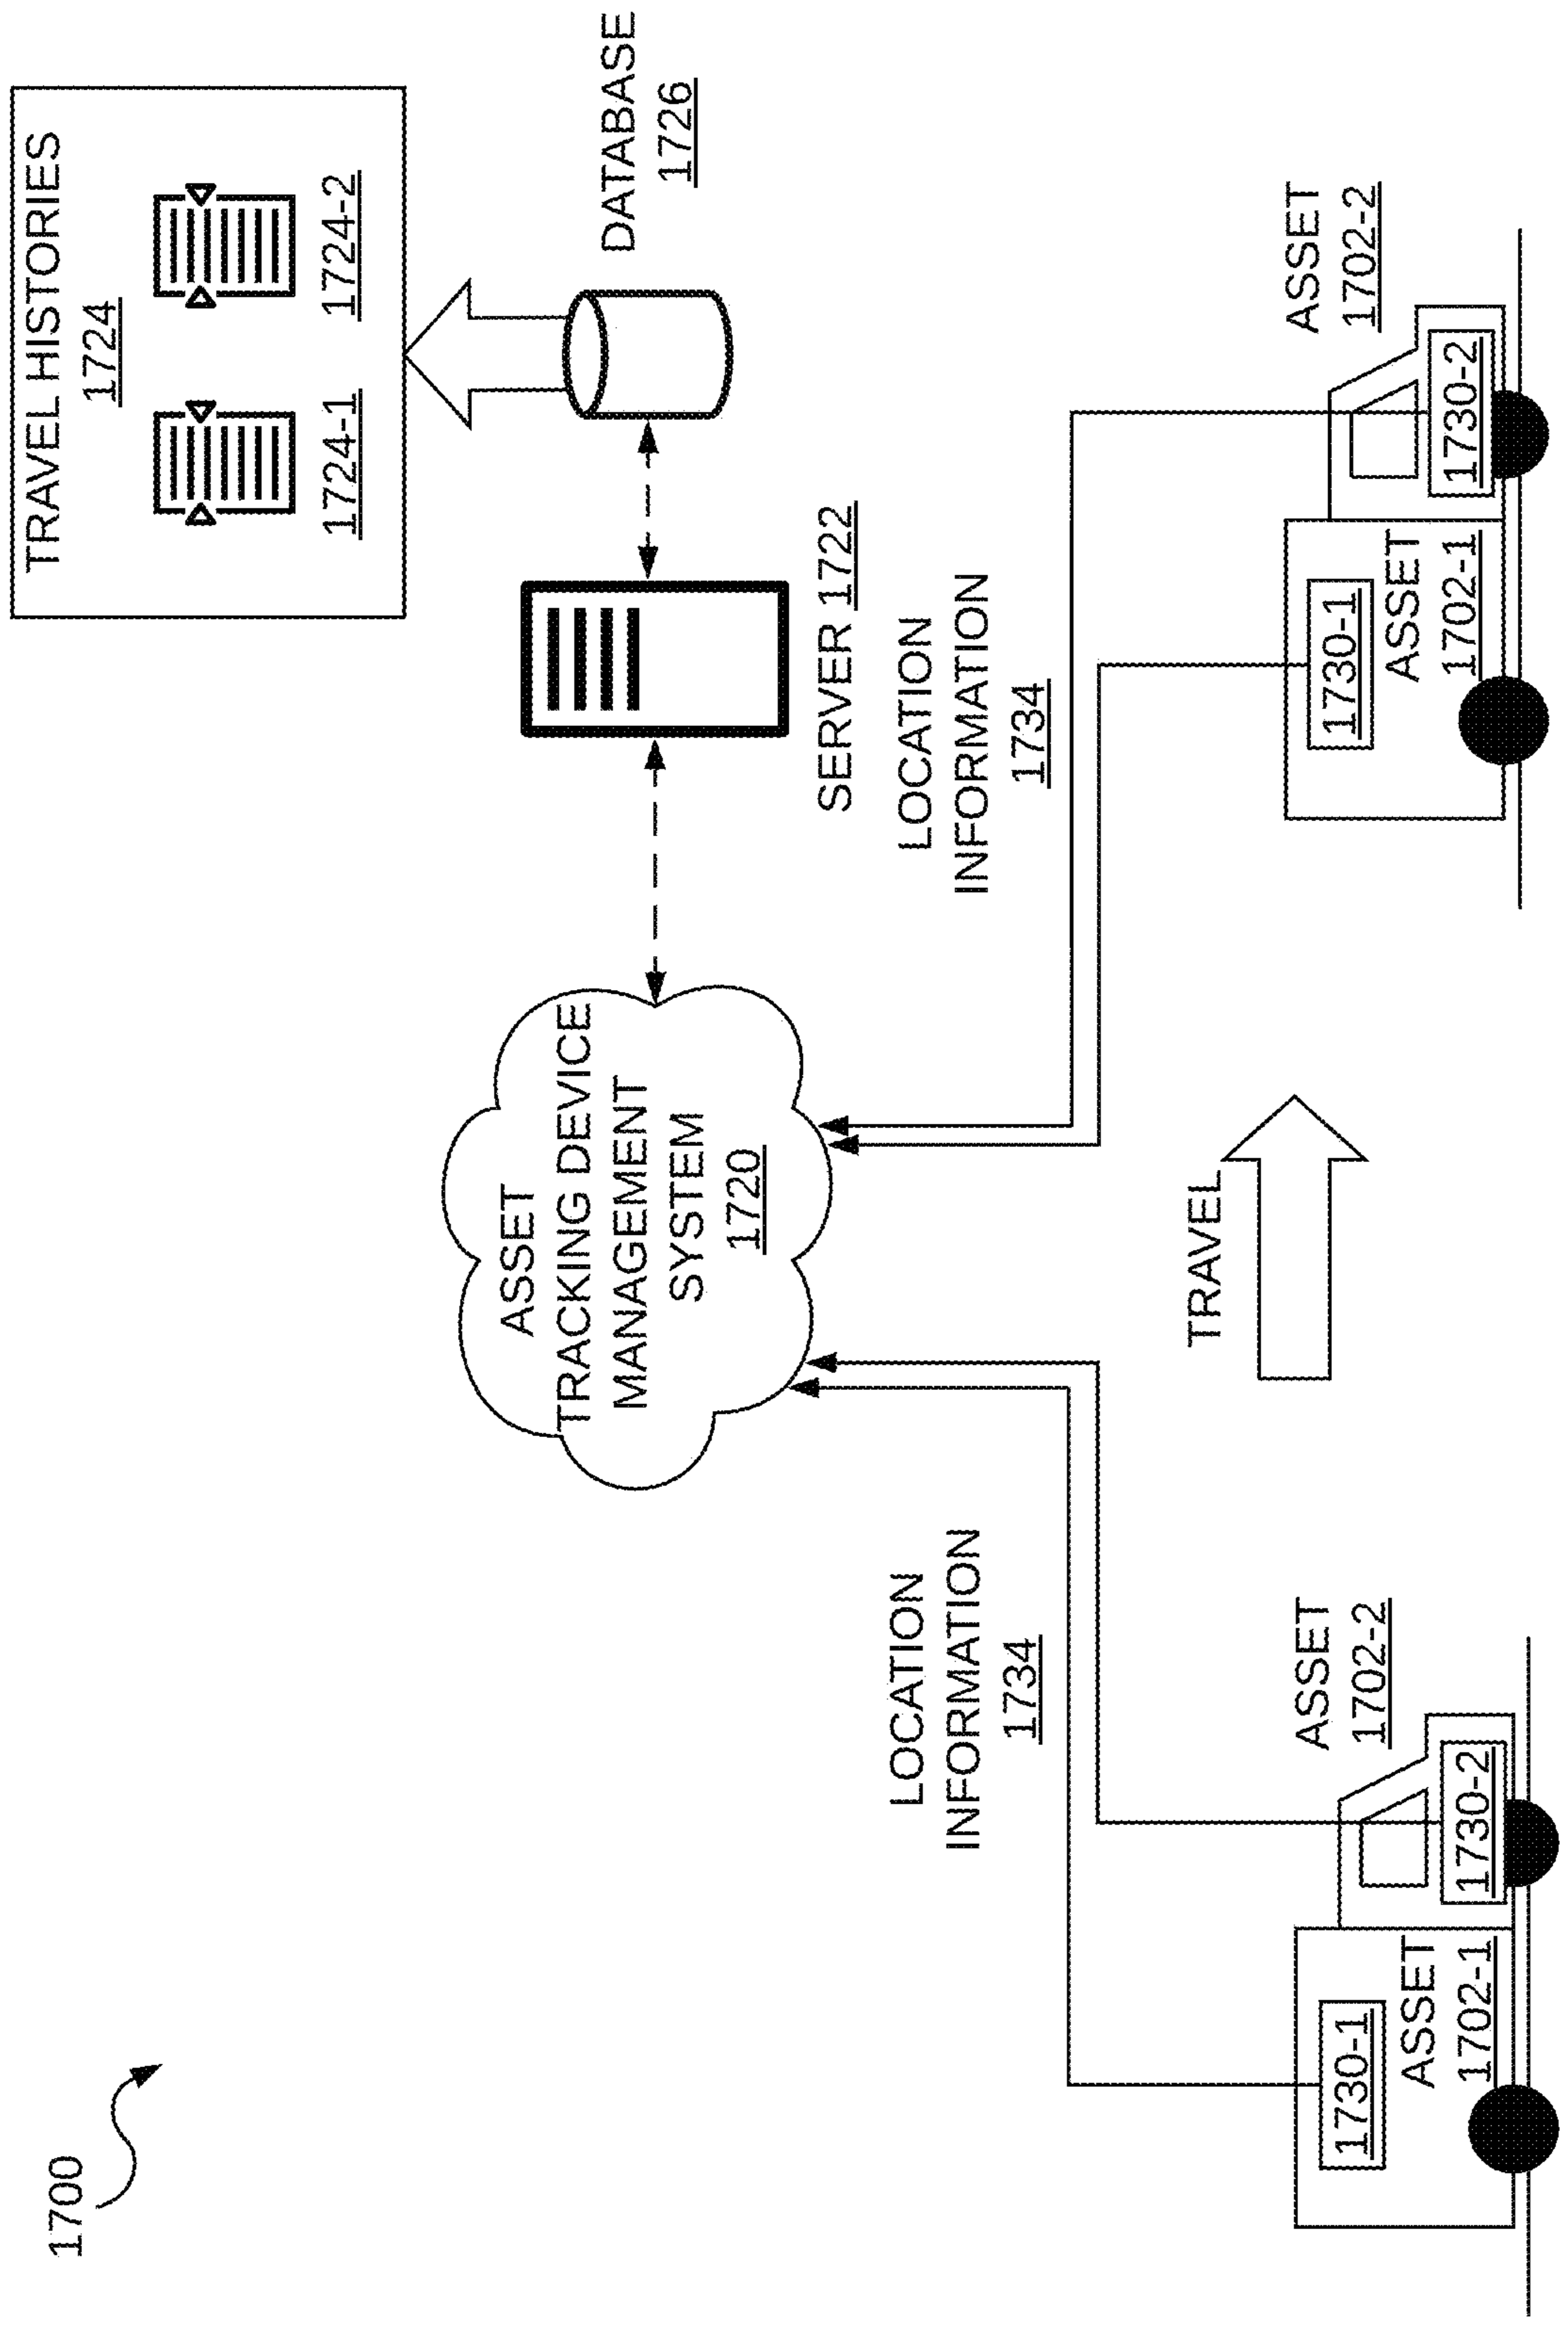 1700
TRAVEL HISTORIES
1724
1724-1
1724-2
DATABASE
1726
SERVER 1722
ASSET
TRACKING DEVICE
MANAGEMENT
SYSTEM
1720
LOCATION
INFORMATION
1734
LOCATION
INFORMATION
1734
TRAVEL
ASSET
1702-2
1730-1
ASSET
1702-1
1730-2
ASSET
1702-2
1730-1
ASSET
1702-1
1730-2